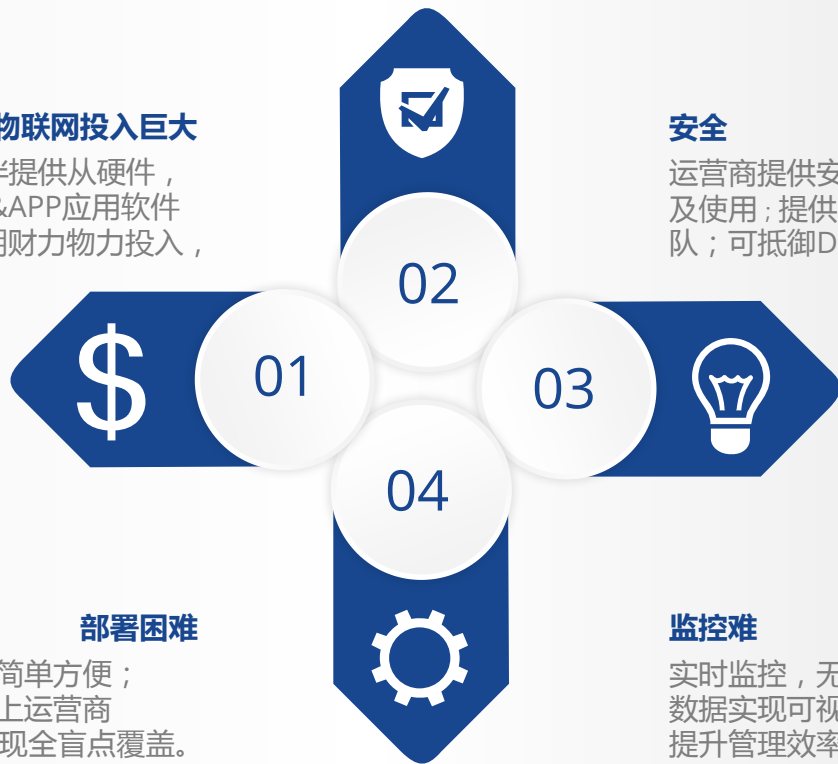 物联网投入巨大
提供从硬件，
&APP应用软件
财力物力投入，
安全
运营商提供安
及使用；提供
队；可抵御D
02
01
03
04
$
部署困难
简单方便；
上运营商
现全盲点覆盖。
监控难
实时监控，无
数据实现可视
提升管理效率